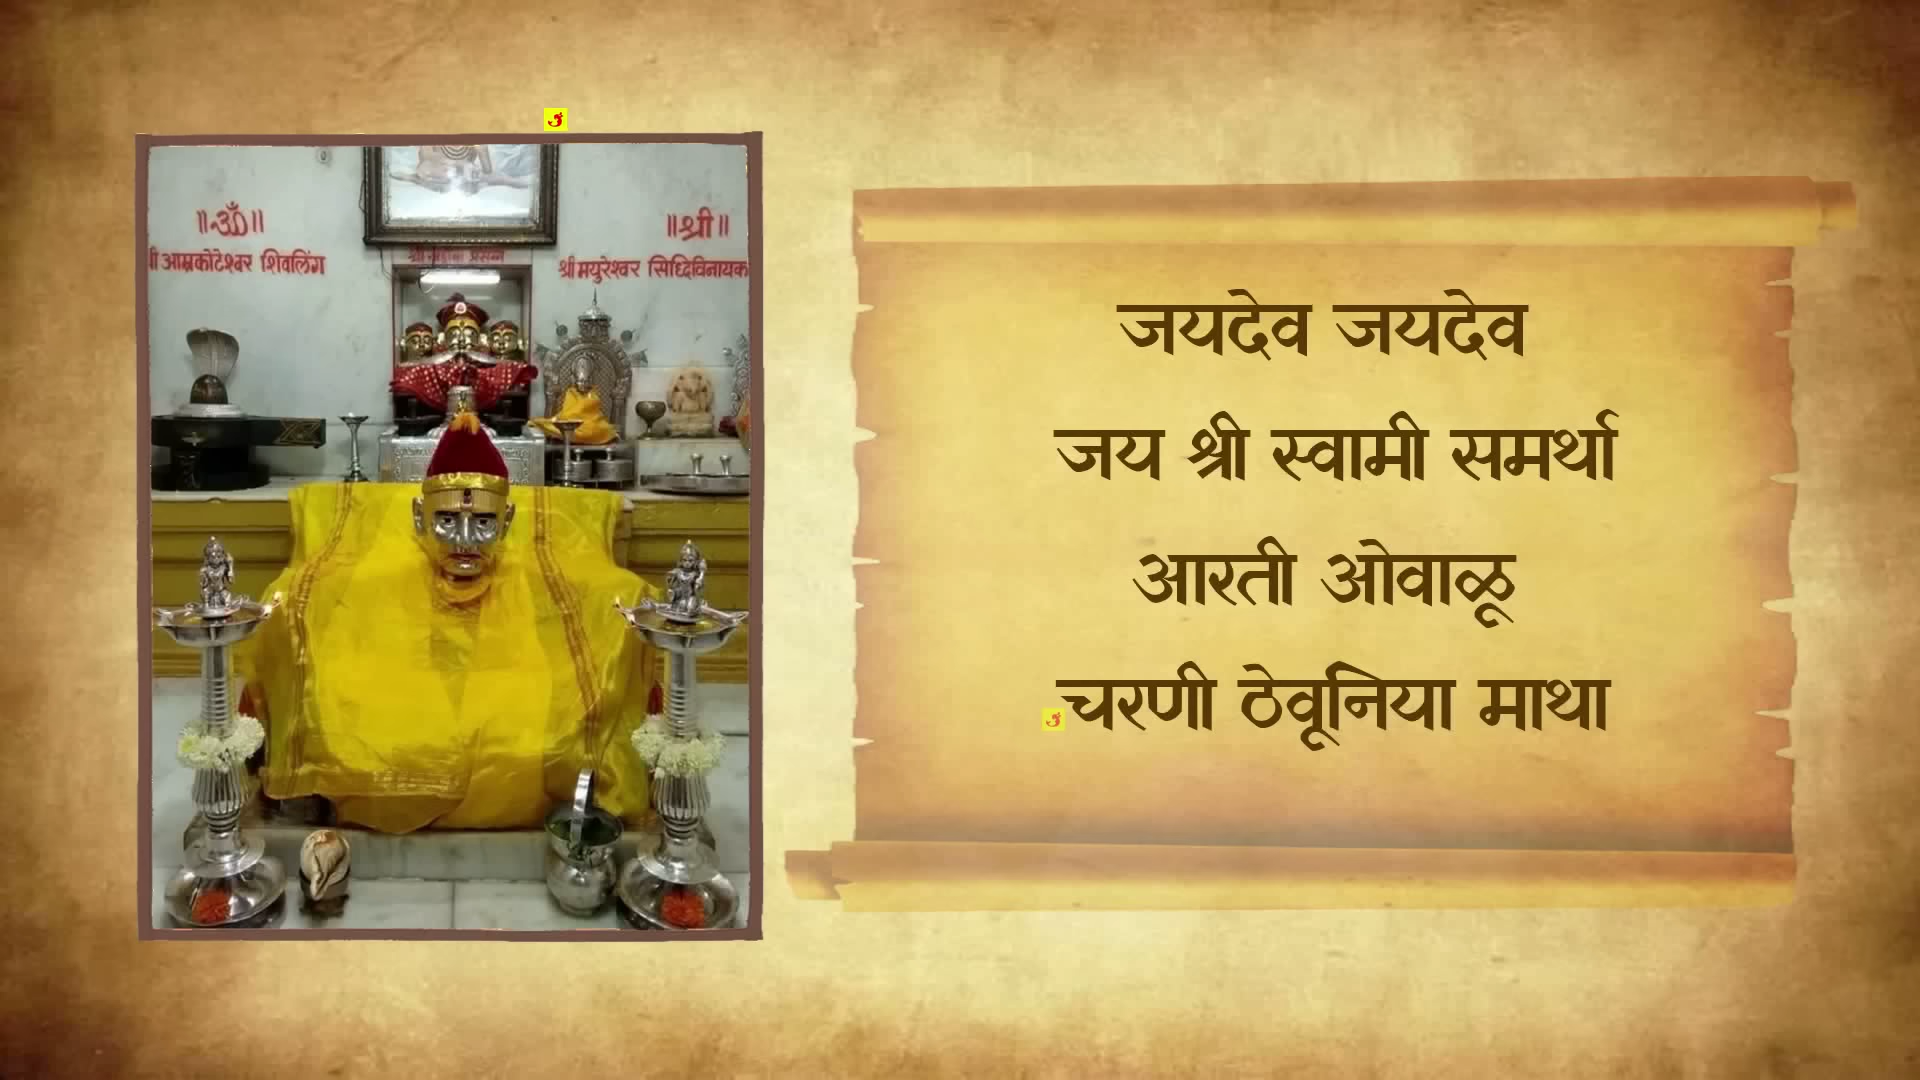 ॥ॐ॥
श्री आम्रकोटेश्वर शिवलिंग
॥श्री॥
श्री मयुरेश्वर सिध्दिविनायक
जयदेव जयदेव
जय श्री स्वामी समर्था
आरती ओवाळू
चरणी ठेवूनिया माथा